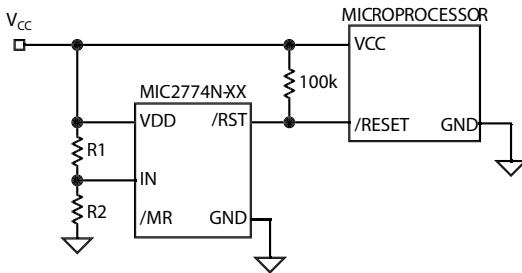 MICROPROCESSOR
VCC
VCC
100k
MIC2774N-XX
VDD
/RST
/RESET
GND
R1
IN
R2
/MR
GND